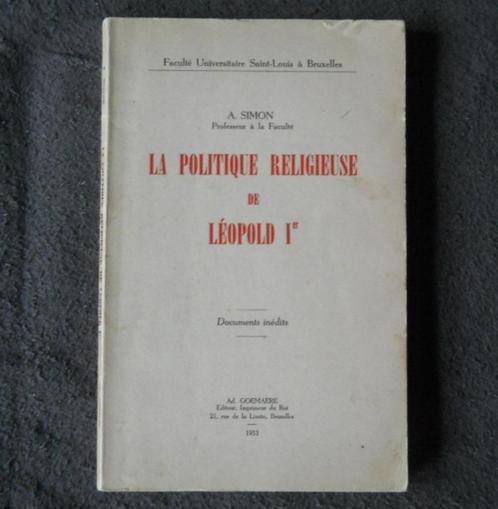 Faculté Universitaire Saint-Louis à Bruxelles
A. SIMON
Professeur à la Faculté
LA POLITIQUE RELIGIEUSE
DE
LÉOPOLD Ier
Documents inédits
Ad. GOEMAERE
Editeur, Imprimeur du Roi
21, rue de la Limite, Bruxelles
1953